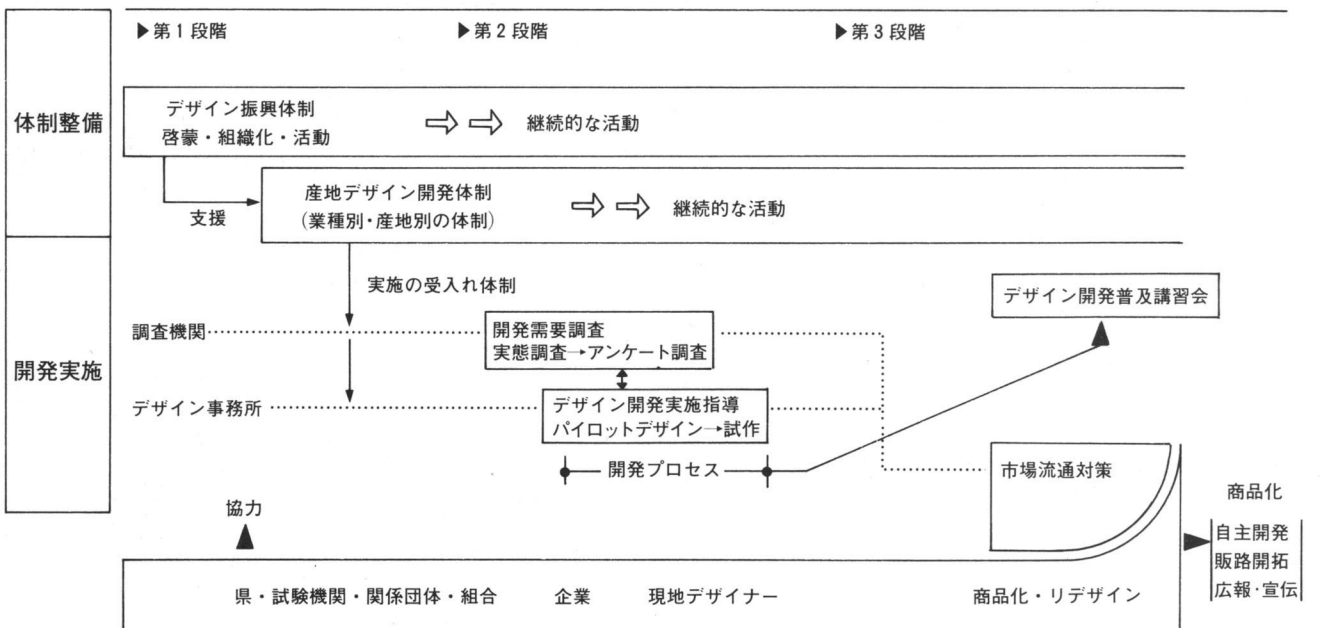 ▶第1段階
▶第2段階
▶第3段階
体制整備
デザイン振興体制
啓蒙・組織化・活動
継続的な活動
支援
産地デザイン開発体制
(業種別・産地別の体制)
継続的な活動
開発実施
実施の受入れ体制
デザイン開発普及講習会
調査機関
開発需要調査
実態調査→アンケート調査
デザイン事務所
デザイン開発実施指導
パイロットデザイン→試作
開発プロセス
市場流通対策
協力
商品化
自主開発
販路開拓
広報・宣伝
県・試験機関・関係団体・組合 企業 現地デザイナー 商品化・リデザイン